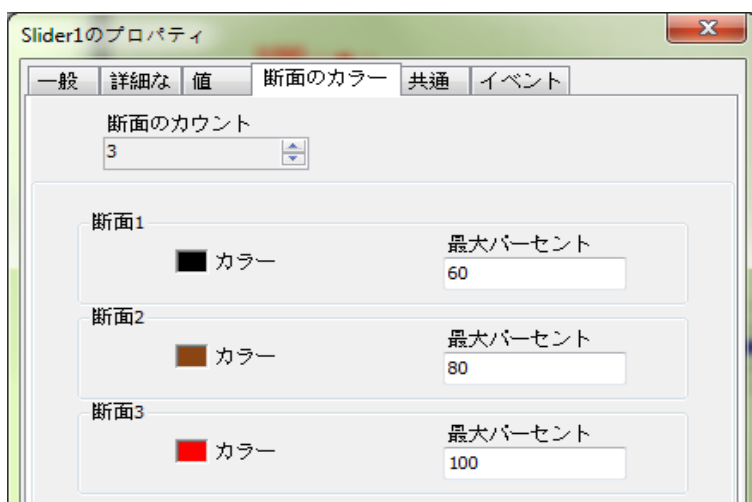 Slider1のプロパティ
一般 詳細な 値 断面のカラー 共通 イベント
断面のカウント
3
断面1
カラー
最大パーセント
60
断面2
カラー
最大パーセント
80
断面3
カラー
最大パーセント
100